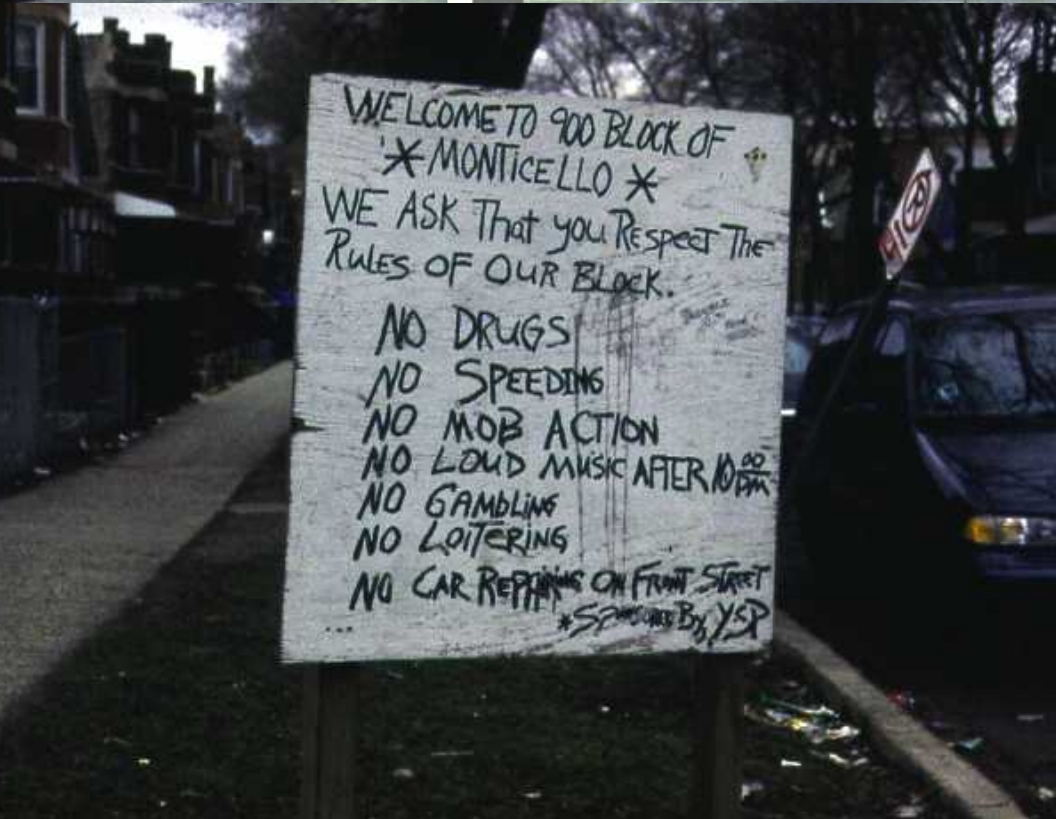 WELCOME TO 900 BLOCK OF
* MONTICELLO *
WE ASK That you Respect The
Rules OF OUR BLock.
NO DRUGS
NO SPEEDING
NO MOB ACTION
NO LOUD MUSIC AFTER 10 00 PM
NO GAMBLING
NO LOITERING
NO CAR REPAIRING ON FRONT STREET
By YSP